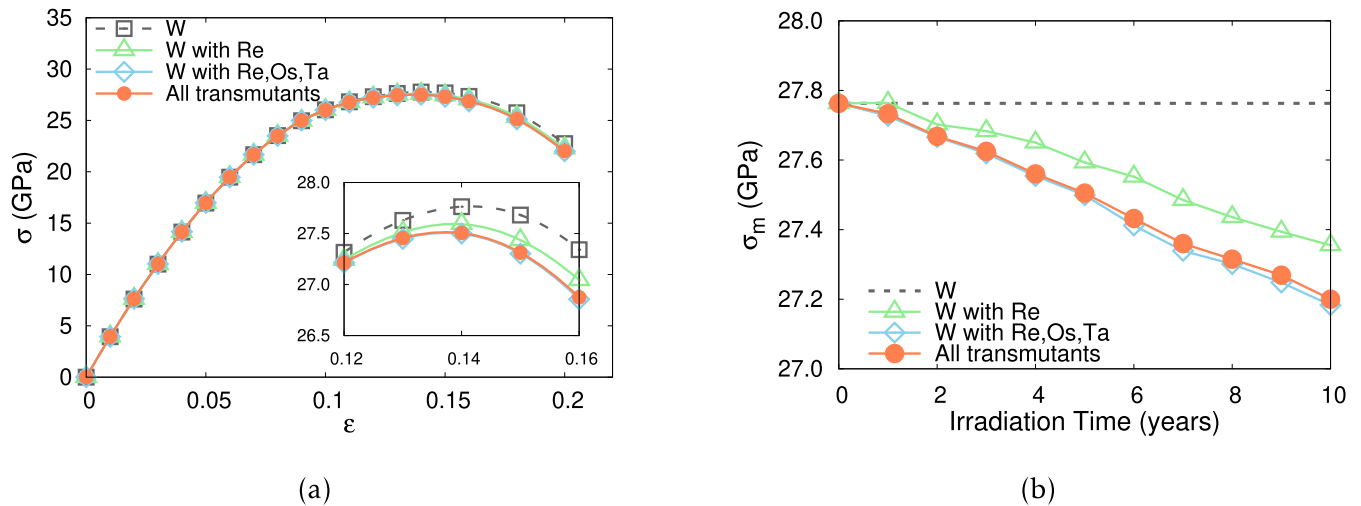 35
30
25
20
15
10
5
0
σ (GPa)
W
W with Re
W with Re,Os,Ta
All transmutants
28.0
27.5
27.0
26.5
0.12
0.14
0.16
0
0.05
0.1
0.15
0.2
ε
(a)
28.0
27.8
27.6
27.4
27.2
27.0
σm (GPa)
W
W with Re
W with Re,Os,Ta
All transmutants
0
2
4
6
8
10
Irradiation Time (years)
(b)